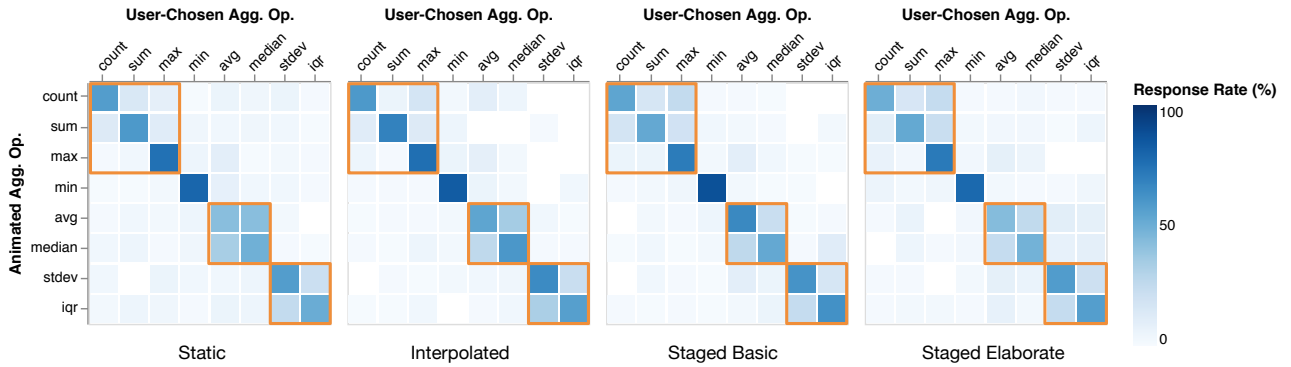 User-Chosen Agg. Op. User-Chosen Agg. Op. User-Chosen Agg. Op. User-Chosen Agg. Op.
count sum max min avg median stdev iqr count sum max min avg median stdev iqr count sum max min avg median stdev iqr count sum max min avg median stdev iqr
Animated Agg. Op.
count
sum
max
min
avg
median
stdev
iqr
Response Rate (%)
100
50
0
Static Interpolated Staged Basic Staged Elaborate